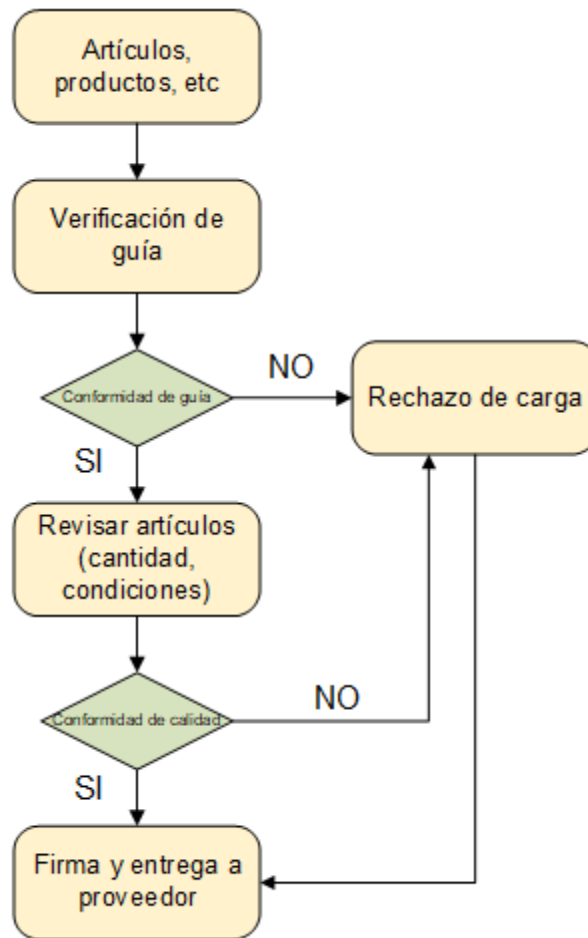 Artículos,
productos, etc
Verificación de
guía
Conformidad de guía
NO
Rechazo de carga
SI
Revisar artículos
(cantidad,
condiciones)
Conformidad de calidad
NO
SI
Firma y entrega a
proveedor